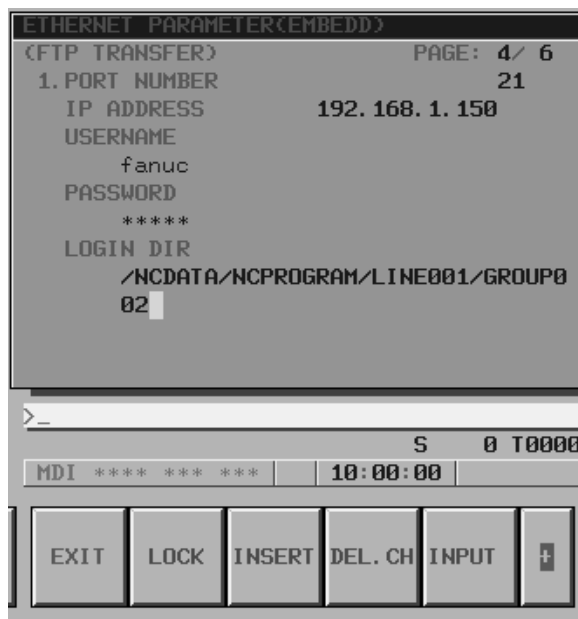 ETHERNET PARAMETER(EMBEDD)
(FTP TRANSFER) PAGE: 4/ 6
1. PORT NUMBER 21
IP ADDRESS 192.168.1.150
USERNAME
fanuc
PASSWORD
*****
LOGIN DIR
/NCDATA/NCPROGRAM/LINE001/GROUP0
02
>_
S 0 T0000
MDI **** *** *** 10:00:00
EXIT LOCK INSERT DEL.CH INPUT +